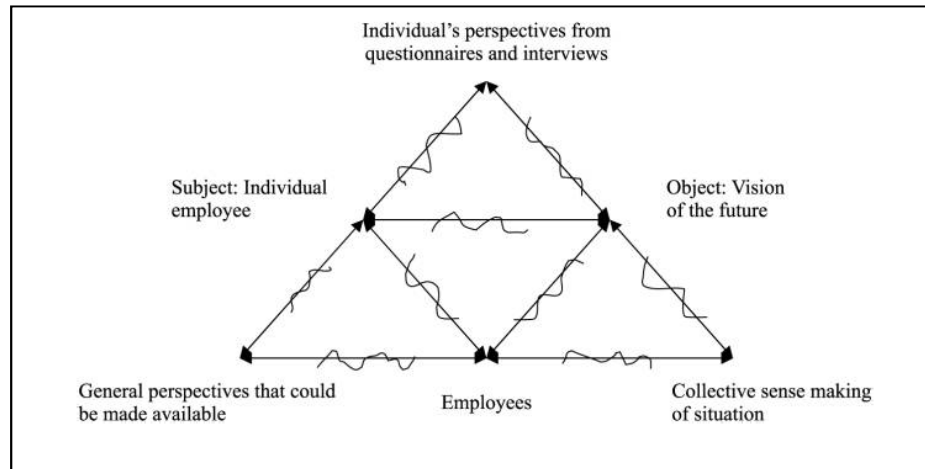 Individual's perspectives from
questionnaires and interviews
Subject: Individual
employee
Object: Vision
of the future
General perspectives that could
be made available
Employees
Collective sense making
of situation